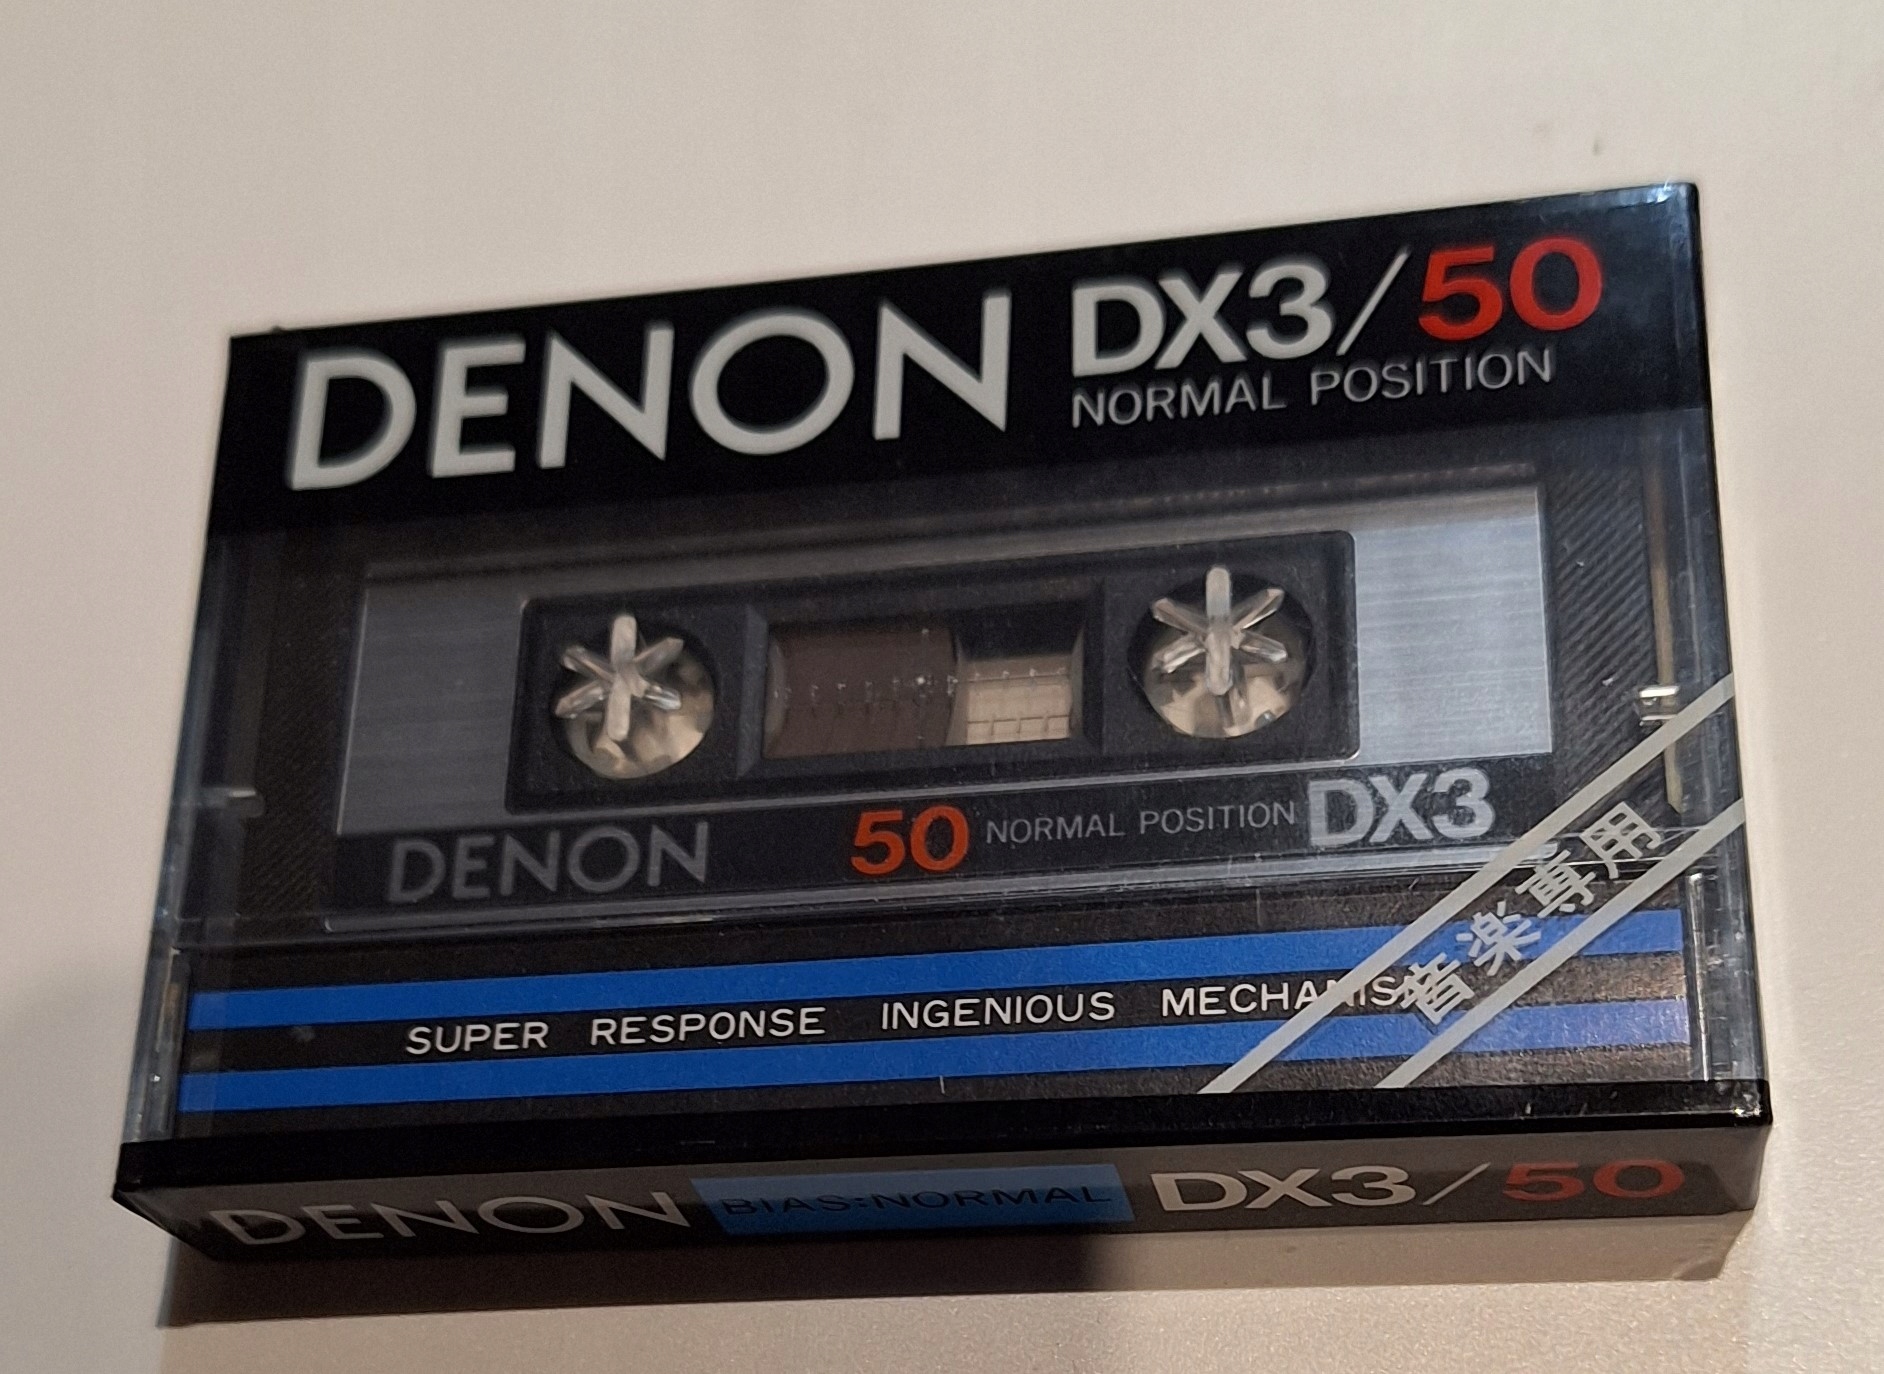 DENON DX3/50
NORMAL POSITION
DENON 50 NORMAL POSITION DX3
SUPER RESPONSE INGENIOUS MECHANIS
音楽専用
DENON BIAS:NORMAL DX3/50